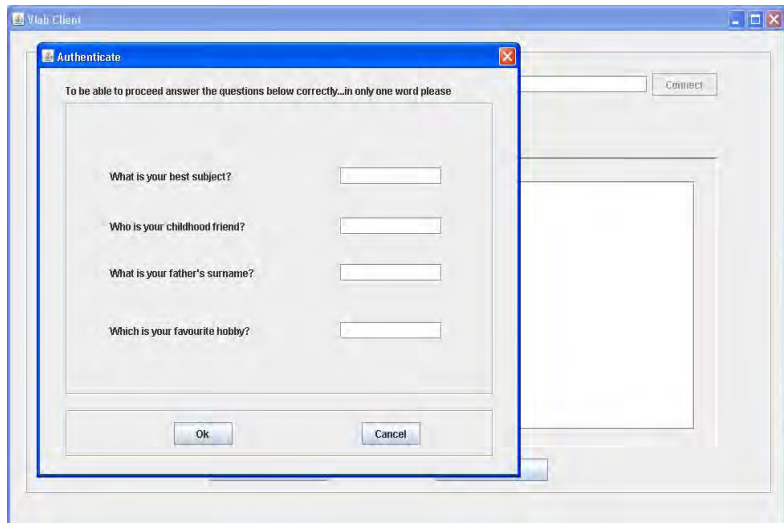 Vlab Client
Authenticate
To be able to proceed answer the questions below correctly...in only one word please
Connect
What is your best subject?
Who is your childhood friend?
What is your father's surname?
Which is your favourite hobby?
Ok
Cancel